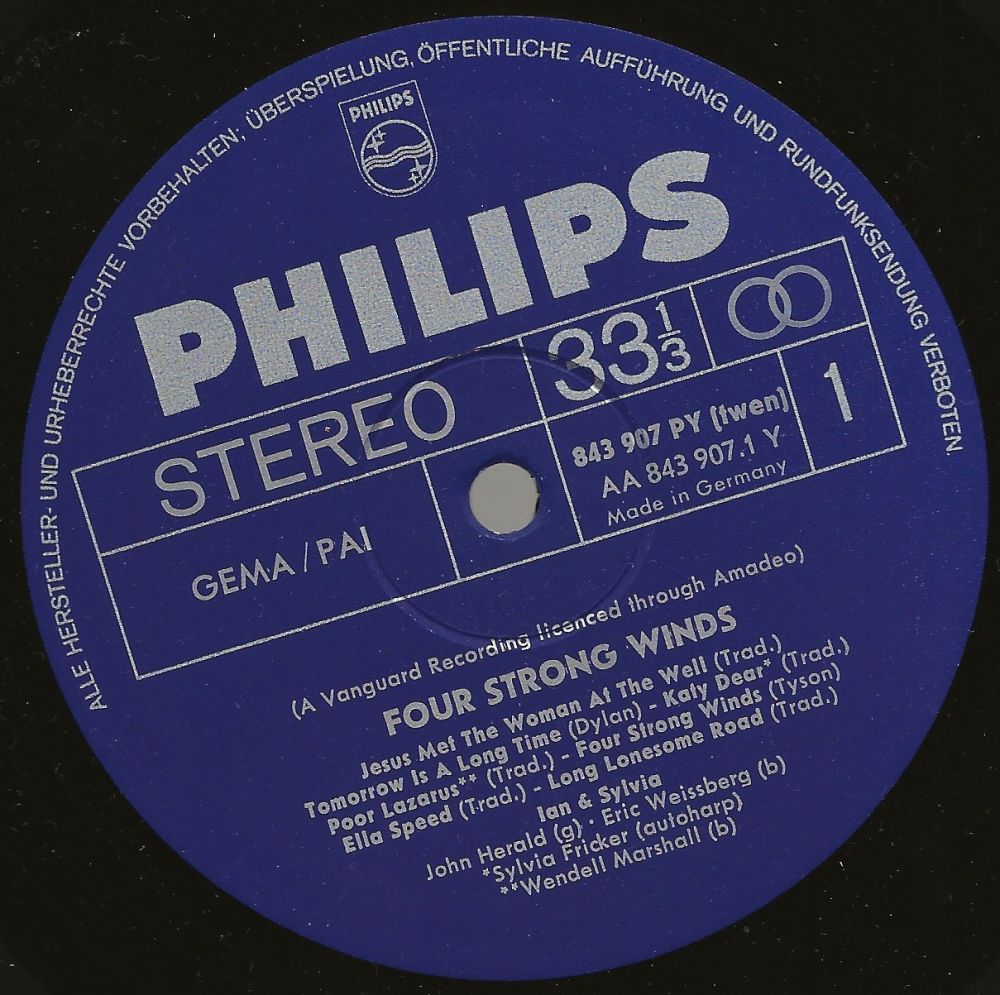 ALLE HERSTELLER- UND URHEBERRECHTE VORBEHALTEN; ÜBERSPIELUNG, ÖFFENTLICHE AUFFÜHRUNG UND RUNDFUNKSENDUNG VERBOTEN
PHILIPS
PHILIPS
STEREO
33 1/3
GEMA / PAI
843 907 PY (twen)
AA 843 907.1 Y
Made in Germany
1
(A Vanguard Recording licenced through Amadeo)
FOUR STRONG WINDS
Jesus Met The Woman At The Well (Trad.)
Tomorrow Is A Long Time (Dylan) - Katy Dear* (Trad.)
Poor Lazarus** (Trad.) - Four Strong Winds (Tyson)
Ella Speed (Trad.) - Long Lonesome Road (Trad.)
Ian & Sylvia
John Herald (g) · Eric Weissberg (b)
*Sylvia Fricker (autoharp)
**Wendell Marshall (b)